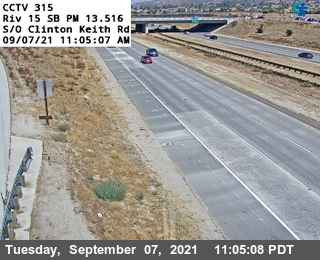 CCTV 315
Riv 15 SB PM 13.516
S/O Clinton Keith Rd
09/07/21 11:05:07 AM
Tuesday, September 07, 2021 11:05:08 PDT